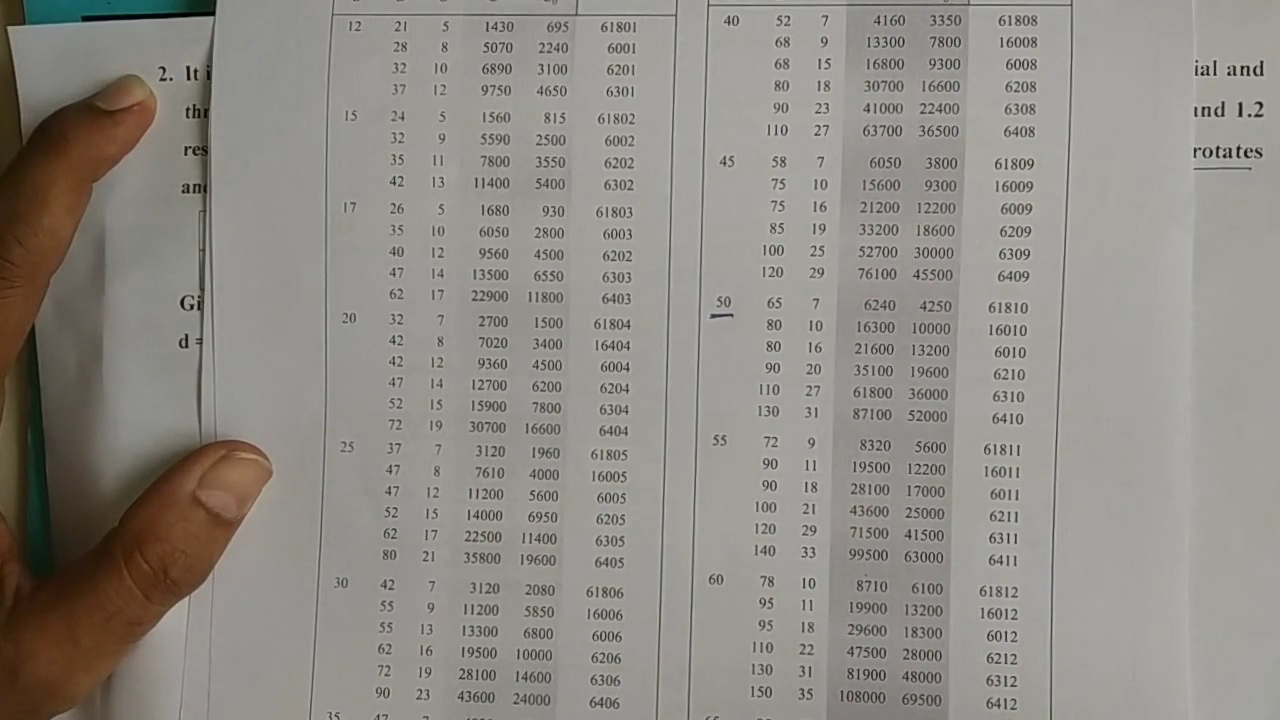 12 21 5 1430 695 61801
28 8 5070 2240 6001
32 10 6890 3100 6201
37 12 9750 4650 6301
15 24 5 1560 815 61802
32 9 5590 2500 6002
35 11 7800 3550 6202
42 13 11400 5400 6302
17 26 5 1680 930 61803
35 10 6050 2800 6003
40 12 9560 4500 6202
47 14 13500 6550 6303
62 17 22900 11800 6403
20 32 7 2700 1500 61804
42 8 7020 3400 16404
42 12 9360 4500 6004
47 14 12700 6200 6204
52 15 15900 7800 6304
72 19 30700 16600 6404
25 37 7 3120 1960 61805
47 8 7610 4000 16005
47 12 11200 5600 6005
52 15 14000 6950 6205
62 17 22500 11400 6305
80 21 35800 19600 6405
30 42 7 3120 2080 61806
55 9 11200 5850 16006
55 13 13300 6800 6006
62 16 19500 10000 6206
72 19 28100 14600 6306
90 23 43600 24000 6406
40 52 7 4160 3350 61808
68 9 13300 7800 16008
68 15 16800 9300 6008
80 18 30700 16600 6208
90 23 41000 22400 6308
110 27 63700 36500 6408
45 58 7 6050 3800 61809
75 10 15600 9300 16009
75 16 21200 12200 6009
85 19 33200 18600 6209
100 25 52700 30000 6309
120 29 76100 45500 6409
50 65 7 6240 4250 61810
80 10 16300 10000 16010
80 16 21600 13200 6010
90 20 35100 19600 6210
110 27 61800 36000 6310
130 31 87100 52000 6410
55 72 9 8320 5600 61811
90 11 19500 12200 16011
90 18 28100 17000 6011
100 21 43600 25000 6211
120 29 71500 41500 6311
140 33 99500 63000 6411
60 78 10 8710 6100 61812
95 11 19900 13200 16012
95 18 29600 18300 6012
110 22 47500 28000 6212
130 31 81900 48000 6312
150 35 108000 69500 6412
2. It
Gi
d =
ial and
and 1.2
rotates